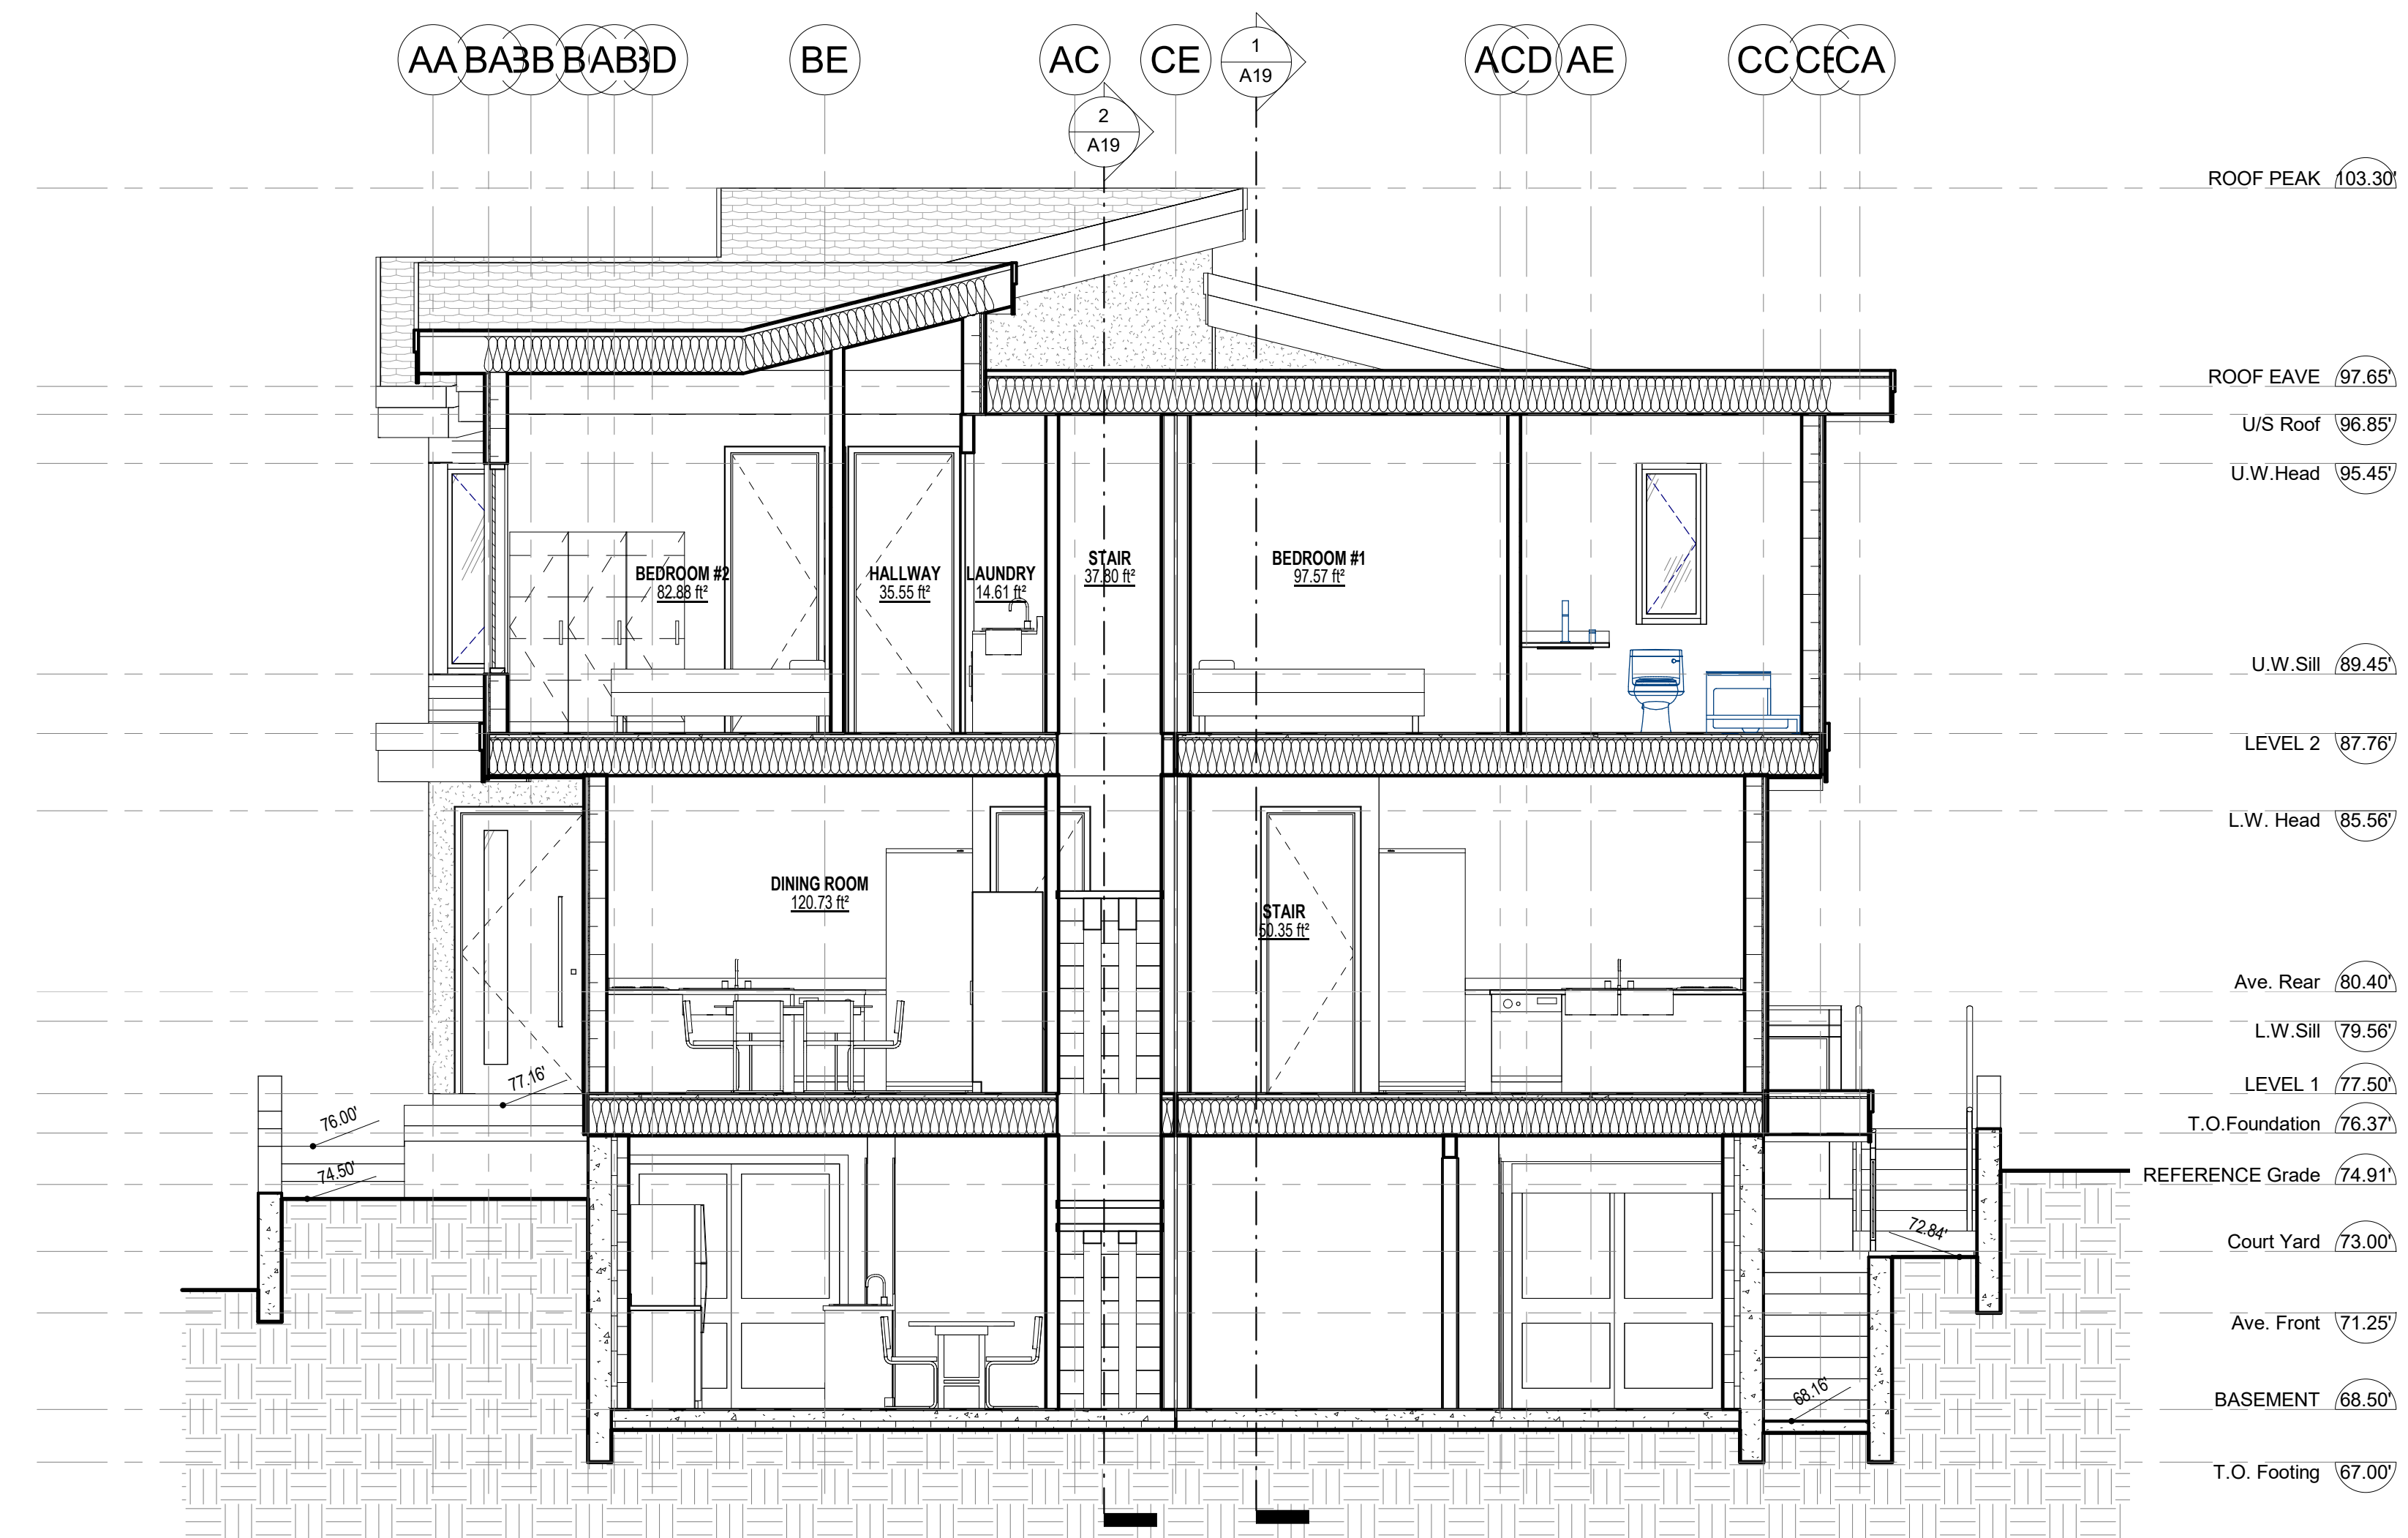 AA BA BB AB BD BE AC CE
1
A19
CD AE CC CA
2
A19
ROOF PEAK 103.30'
ROOF EAVE 97.65'
U/S Roof 96.85'
U.W.Head 95.45'
BEDROOM #2
82.88 ft²
HALLWAY
35.55 ft²
LAUNDRY
14.61 ft²
STAIR
37.80 ft²
BEDROOM #1
97.57 ft²
U.W.Sill 89.45'
LEVEL 2 87.76'
L.W. Head 85.56'
DINING ROOM
120.73 ft²
STAIR
50.35 ft²
Ave. Rear 80.40'
L.W.Sill 79.56'
LEVEL 1 77.50'
77.16'
76.00'
T.O.Foundation 76.37'
74.50'
REFERENCE Grade 74.91'
72.84'
Court Yard 73.00'
Ave. Front 71.25'
68.16'
BASEMENT 68.50'
T.O. Footing 67.00'